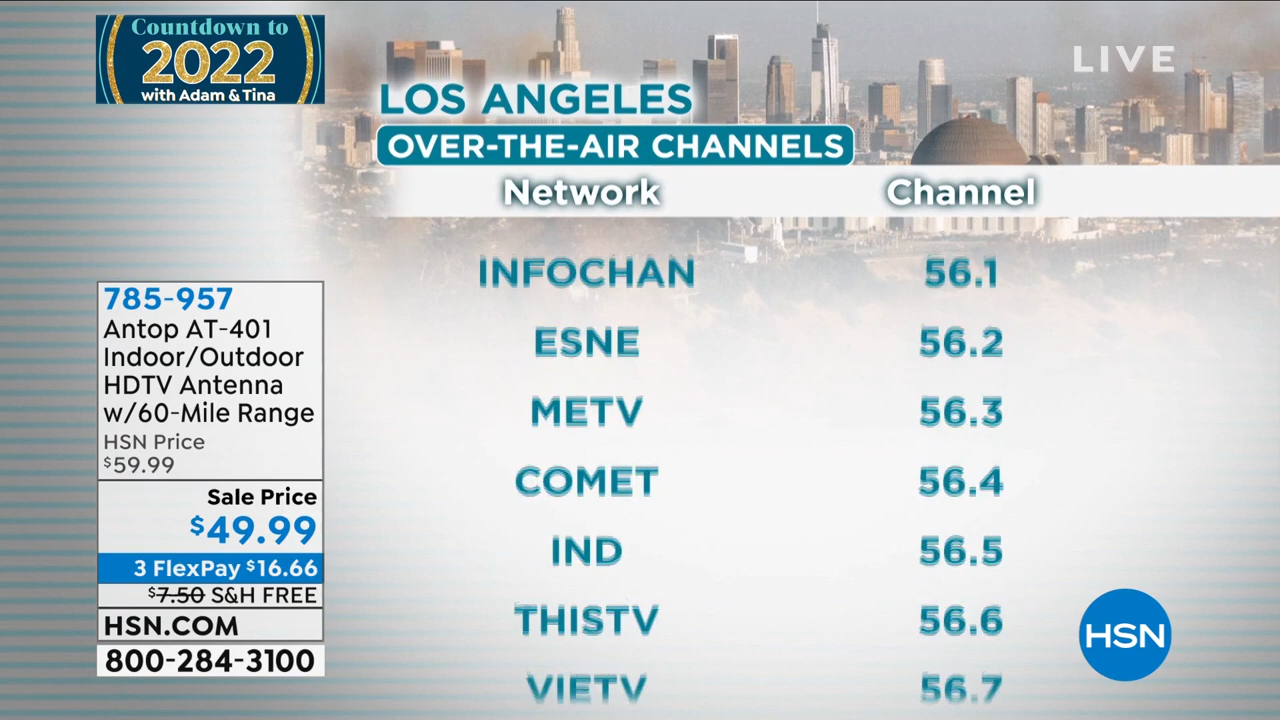 Countdown to
2022
with Adam & Tina
LIVE
LOS ANGELES
OVER-THE-AIR CHANNELS
Network Channel
INFOCHAN 56.1
ESNE 56.2
METV 56.3
COMET 56.4
IND 56.5
THISTV 56.6
VIETV 56.7
785-957
Antop AT-401
Indoor/Outdoor
HDTV Antenna
w/60-Mile Range
HSN Price
$59.99
Sale Price
$49.99
3 FlexPay $16.66
$7.50 S&H FREE
HSN.COM
800-284-3100
HSN